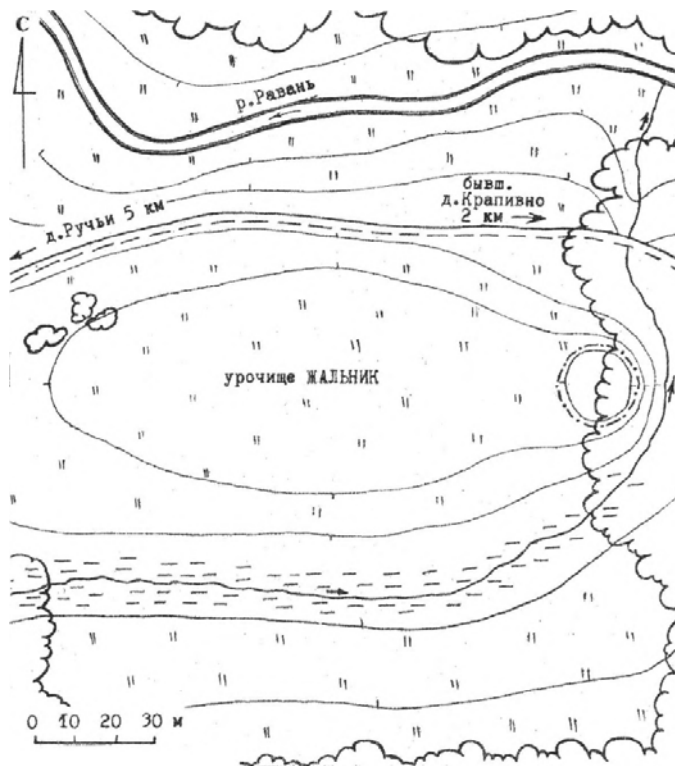 С
р.Равань
бывш.
д.Крапивно
2 км
д.Ручьи 5 км
урочище ЖАЛЬНИК
0 10 20 30 м